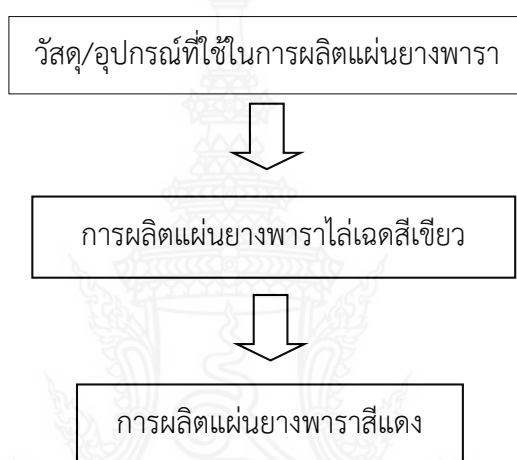 วัสดุ/อุปกรณ์ที่ใช้ในการผลิตแผ่นยางพารา
การผลิตแผ่นยางพาราไล่เฉดสีเขียว
การผลิตแผ่นยางพาราสีแดง